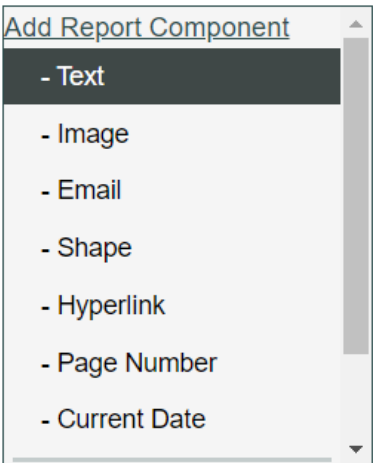 Add Report Component
- Text
- Image
- Email
- Shape
- Hyperlink
- Page Number
- Current Date